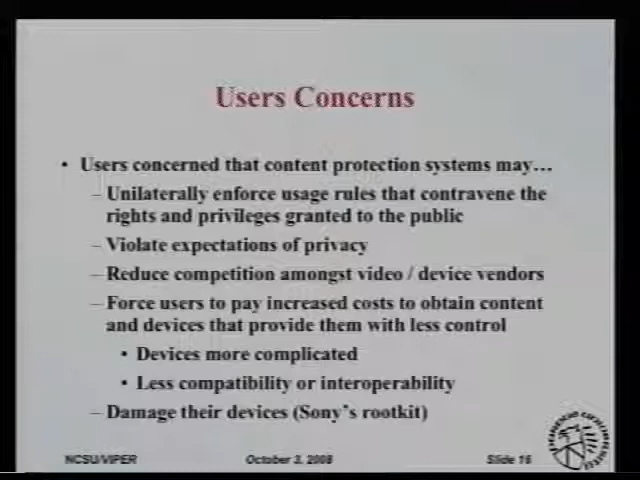 Users Concerns
• Users concerned that content protection systems may…
– Unilaterally enforce usage rules that contravene the
rights and privileges granted to the public
– Violate expectations of privacy
– Reduce competition amongst video / device vendors
– Force users to pay increased costs to obtain content
and devices that provide them with less control
• Devices more complicated
• Less compatibility or interoperability
– Damage their devices (Sony's rootkit)
NCSU/VIPER October 3, 2008 Slide 16